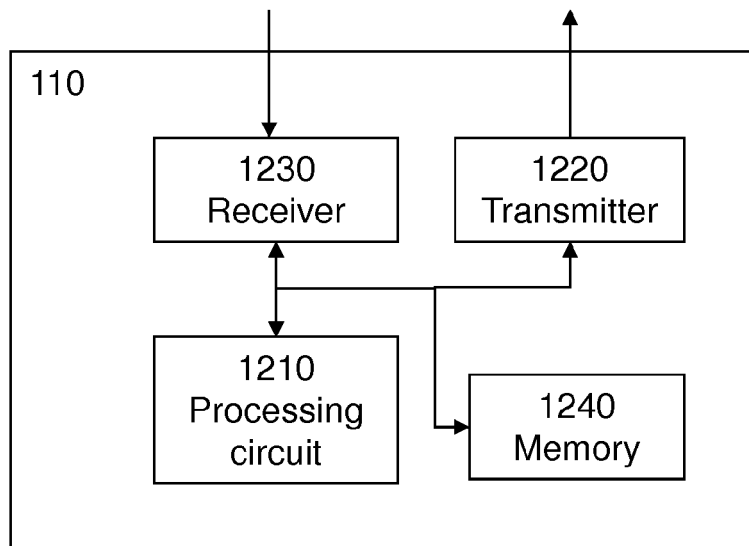 110
1230
Receiver
1220
Transmitter
1210
Processing
circuit
1240
Memory